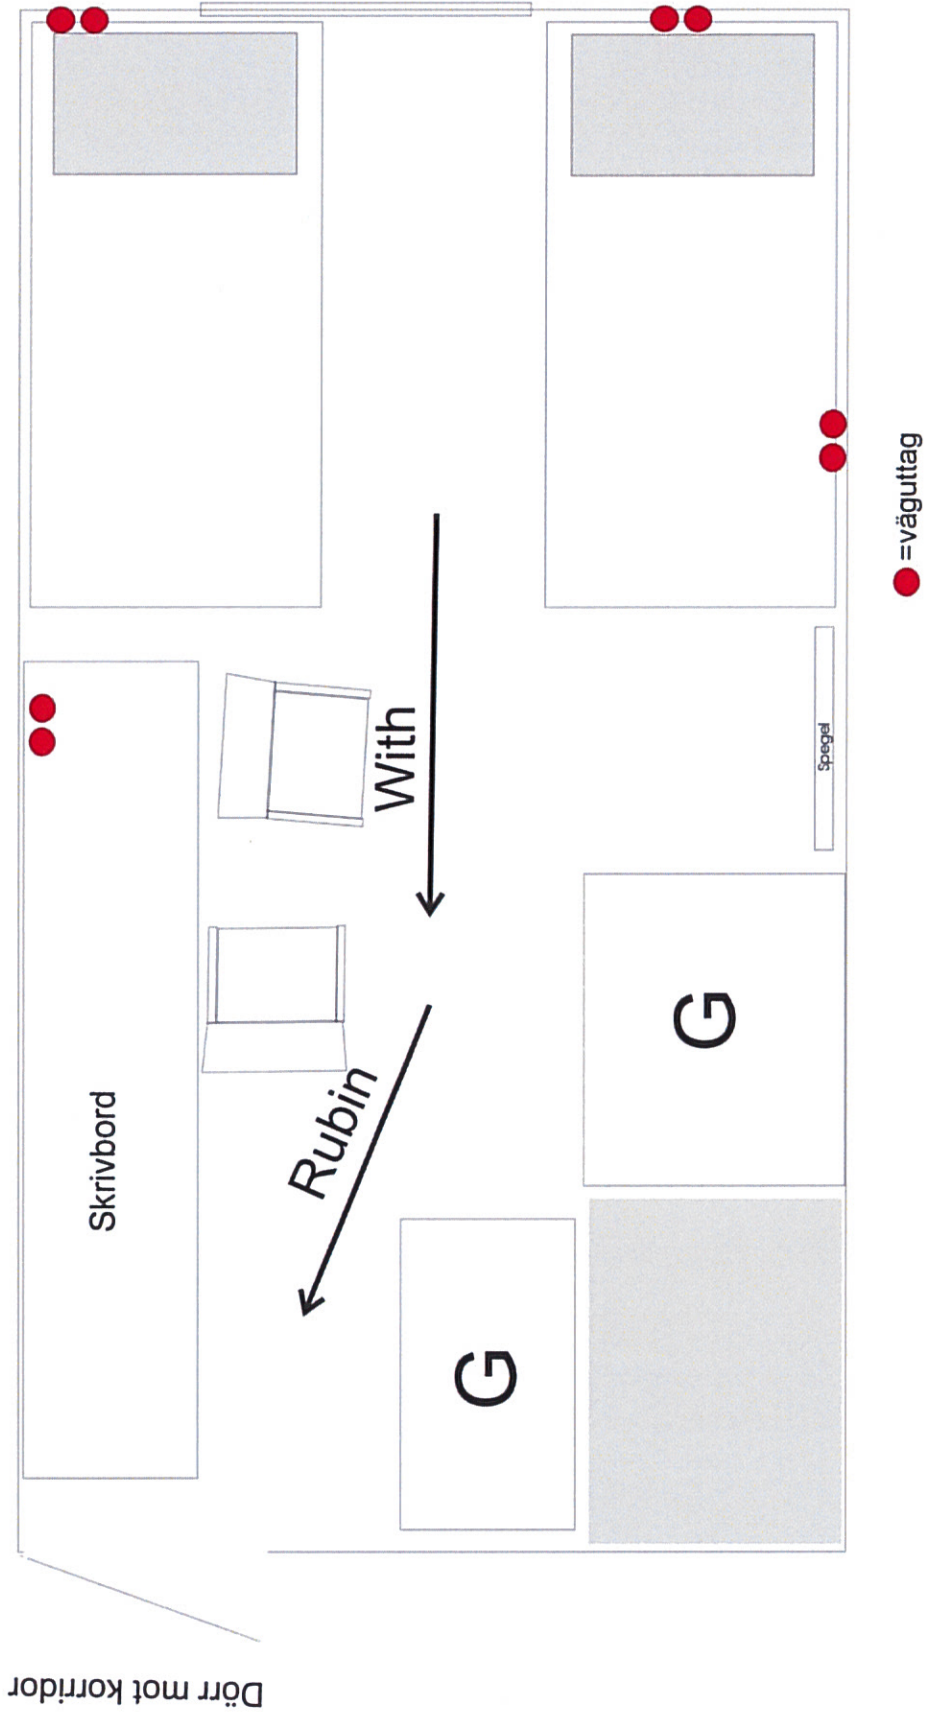 Skrivbord
With
Rubin
Spegel
G
G
=väguttag
Dörr mot korridor